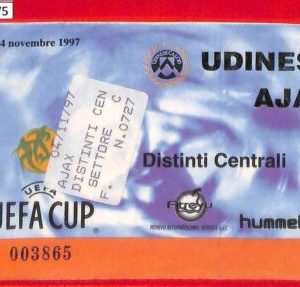 75
4 novembre 1997
UDINES
AJA
04/11/97
DISTINTI CEN
SETTORE C
F. N.0727
AJAX
Distinti Centrali
UEFA
UEFA CUP
hummel
003865